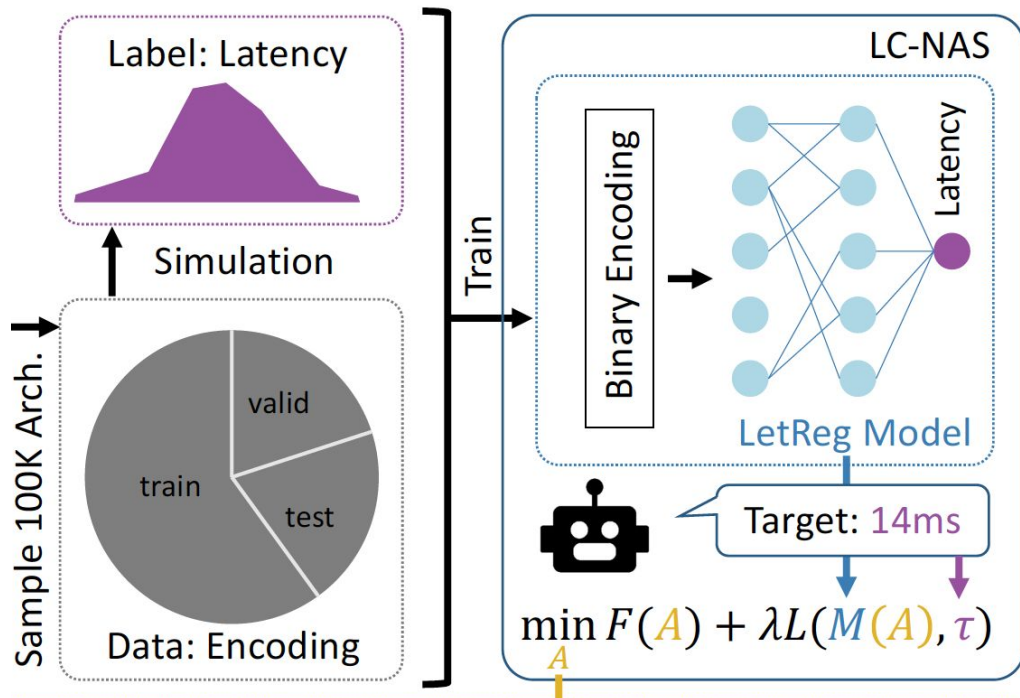 Label: Latency
Simulation
Sample 100K Arch.
valid
train
test
Data: Encoding
Train
LC-NAS
Binary Encoding
Latency
LetReg Model
Target: 14ms
min F(A) + λL(M(A), τ)
A